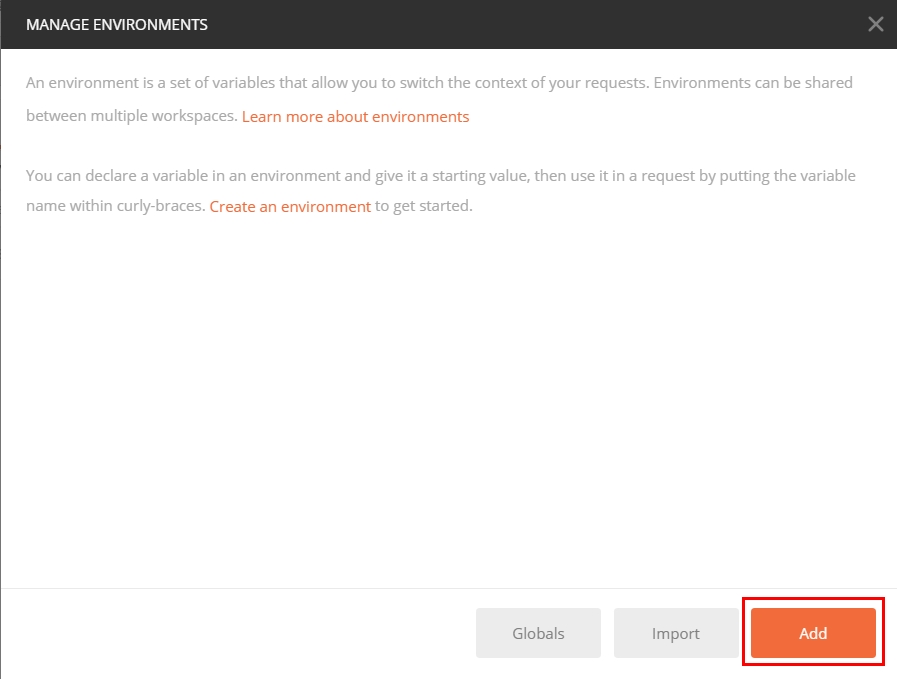 MANAGE ENVIRONMENTS
An environment is a set of variables that allow you to switch the context of your requests. Environments can be shared
between multiple workspaces. Learn more about environments
You can declare a variable in an environment and give it a starting value, then use it in a request by putting the variable
name within curly-braces. Create an environment to get started.
Globals Import Add